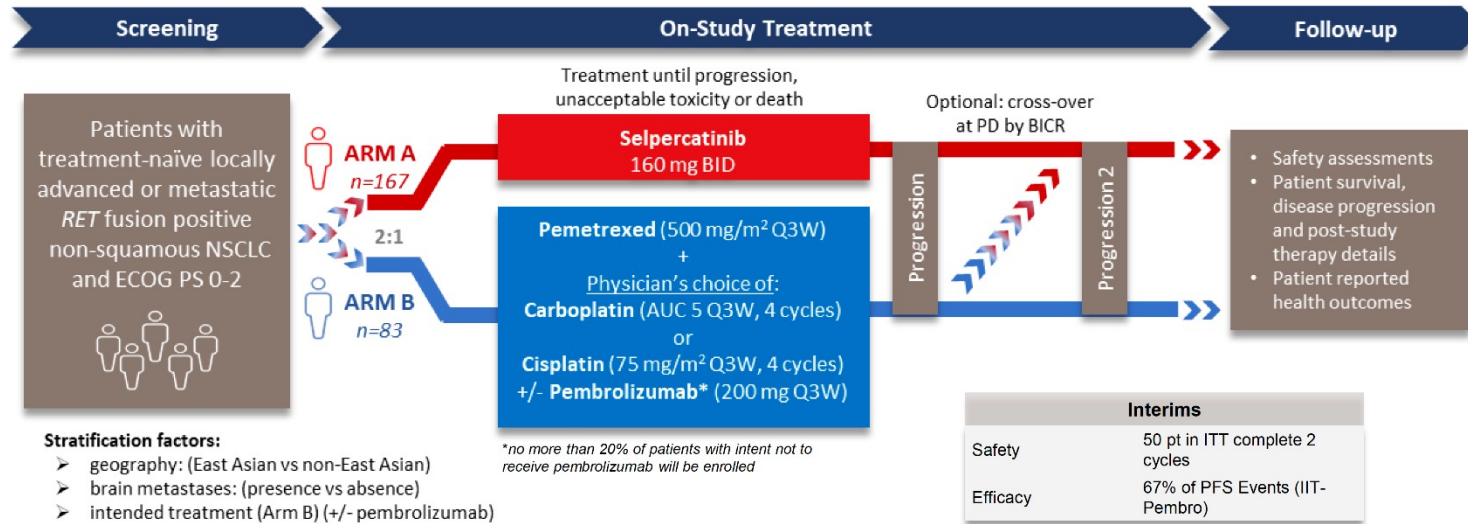 Screening
On-Study Treatment
Follow-up
Patients with
treatment-naïve locally
advanced or metastatic
RET fusion positive
non-squamous NSCLC
and ECOG PS 0-2
ARM A
n=167
2:1
ARM B
n=83
Treatment until progression,
unacceptable toxicity or death
Selpercatinib
160 mg BID
Pemetrexed (500 mg/m² Q3W)
+
Physician’s choice of:
Carboplatin (AUC 5 Q3W, 4 cycles)
or
Cisplatin (75 mg/m² Q3W, 4 cycles)
+/- Pembrolizumab* (200 mg Q3W)
*no more than 20% of patients with intent not to
receive pembrolizumab will be enrolled
Optional: cross-over
at PD by BICR
Progression
Progression 2
• Safety assessments
• Patient survival,
disease progression
and post-study
therapy details
• Patient reported
health outcomes
Stratification factors:
➢ geography: (East Asian vs non-East Asian)
➢ brain metastases: (presence vs absence)
➢ intended treatment (Arm B) (+/- pembrolizumab)
Interims
Safety
50 pt in ITT complete 2
cycles
Efficacy
67% of PFS Events (IIT-
Pembro)